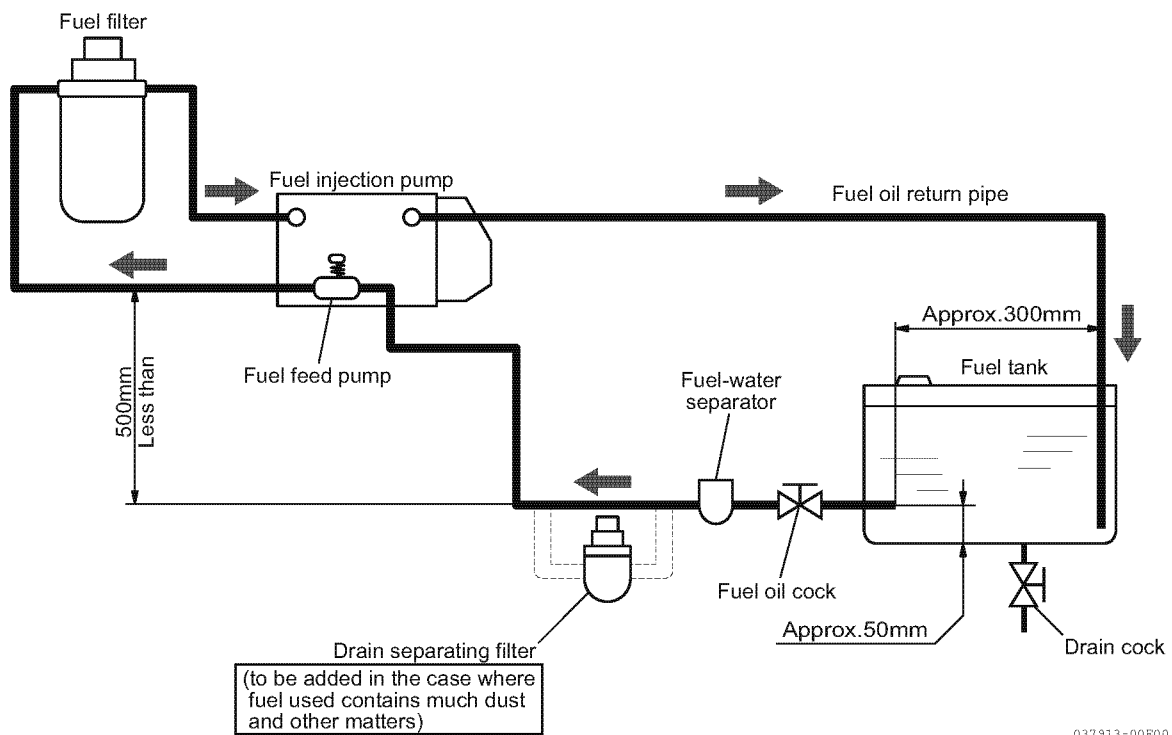 Fuel filter
Fuel injection pump
Fuel oil return pipe
Approx.300mm
Fuel tank
Fuel feed pump
500mm
Less than
Fuel-water
separator
Fuel oil cock
Approx.50mm
Drain cock
Drain separating filter
(to be added in the case where
fuel used contains much dust
and other matters)